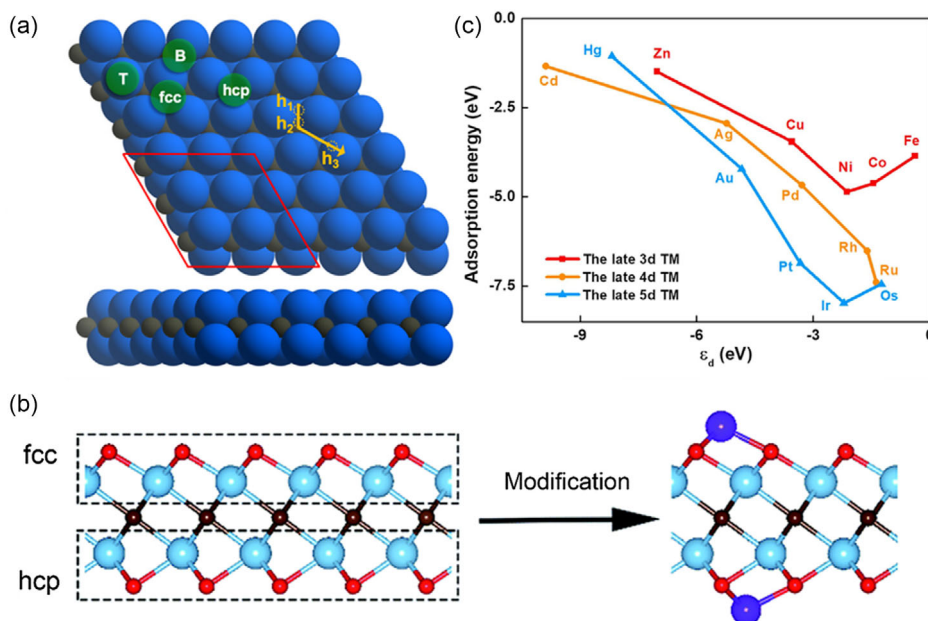 (a)
B
T
fcc
hcp
h1
h2
h3
(c)
Adsorption energy (eV)
0.0
-2.5
-5.0
-7.5
Hg
Zn
Cd
Cu
Ag
Fe
Ni
Co
Au
Pd
Rh
Pt
Ru
Ir
Os
The late 3d TM
The late 4d TM
The late 5d TM
-9
-6
-3
0
εd (eV)
(b)
fcc
Modification
hcp